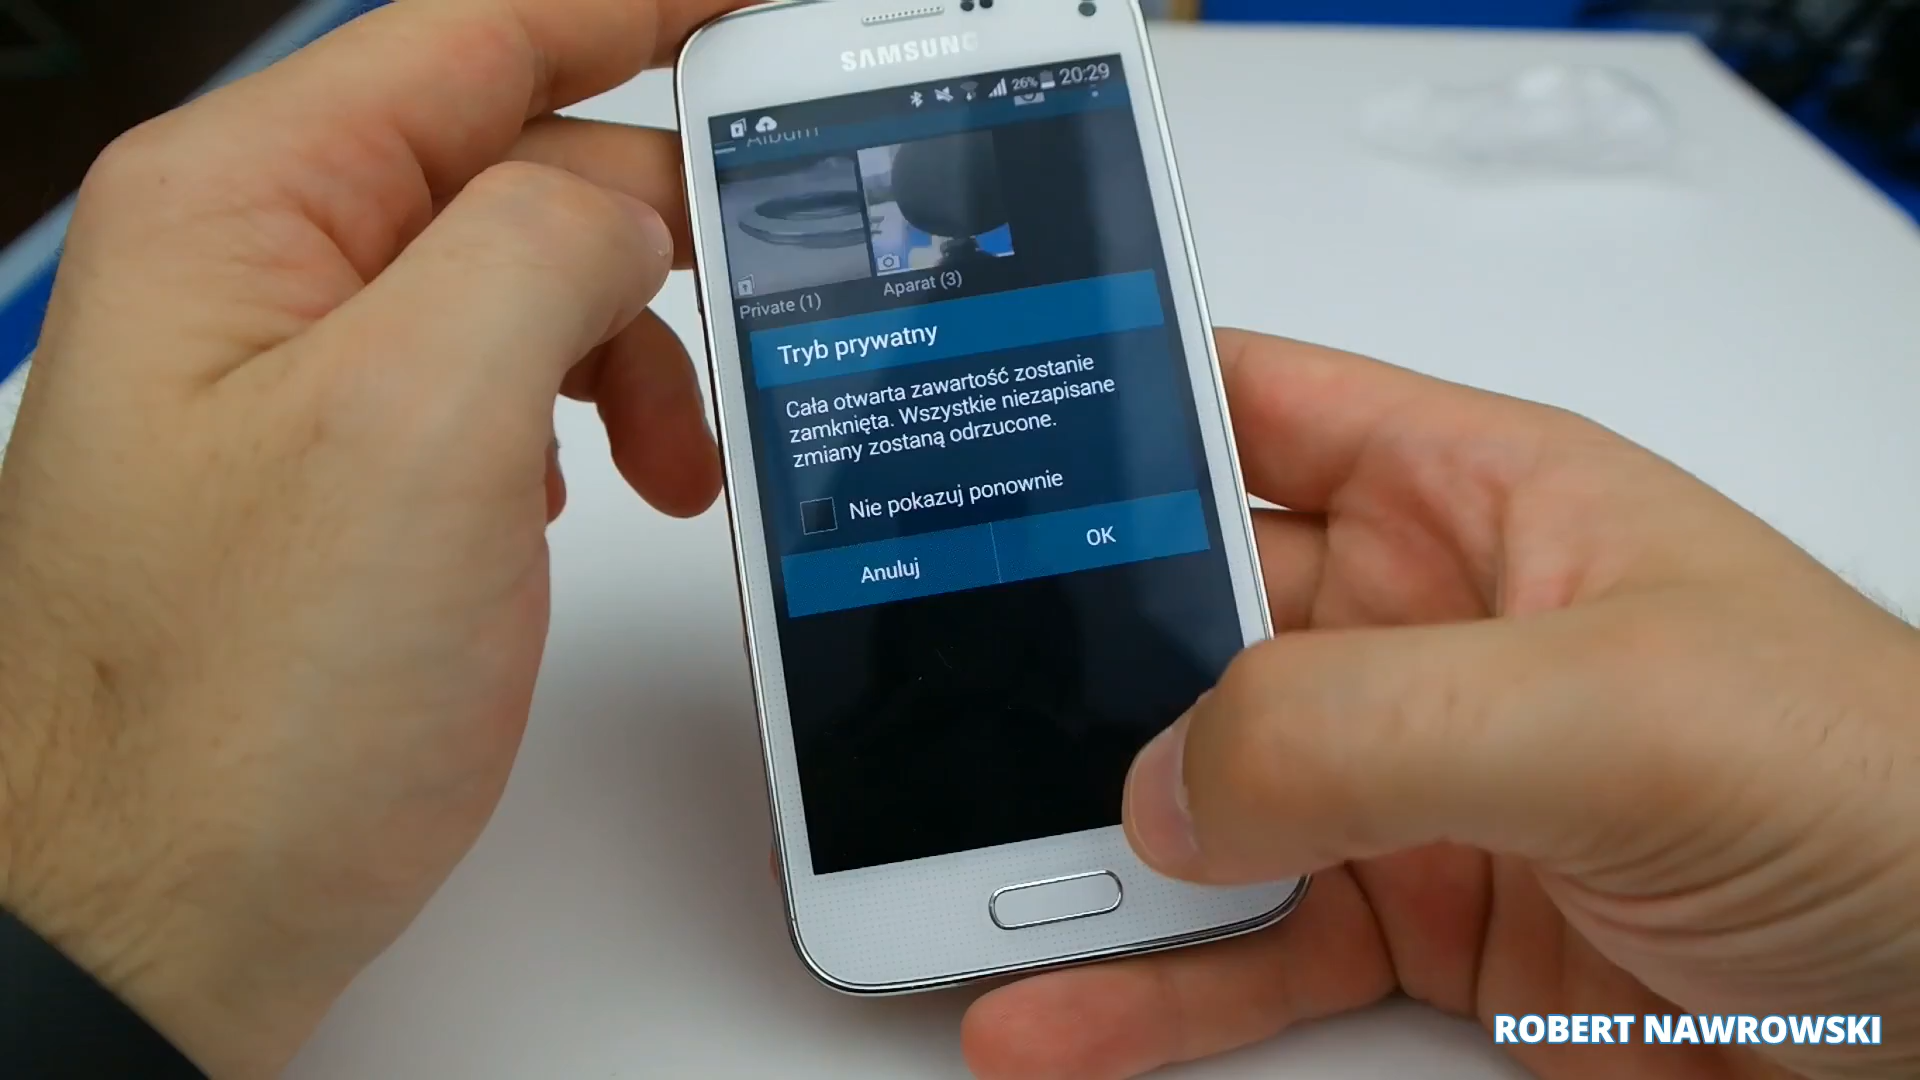 SAMSUNG
26% 20:29
Album
Private (1)
Aparat (3)
Tryb prywatny
Cała otwarta zawartość zostanie
zamknięta. Wszystkie niezapisane
zmiany zostaną odrzucone.
Nie pokazuj ponownie
Anuluj
OK
ROBERT NAWROWSKI